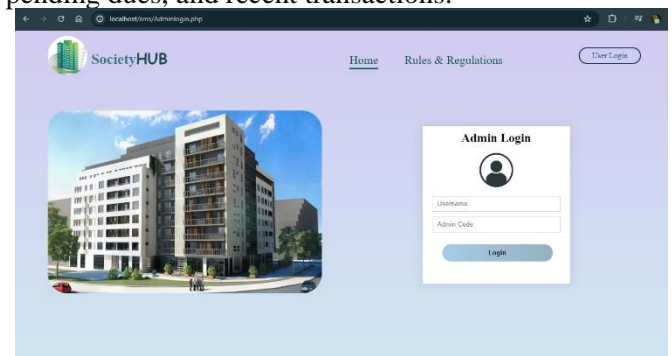 pending dues, and recent transactions.
localhost/sms/Adminlogin.php
SocietyHUB
Home
Rules & Regulations
User Login
Admin Login
Username
Admin Code
Login